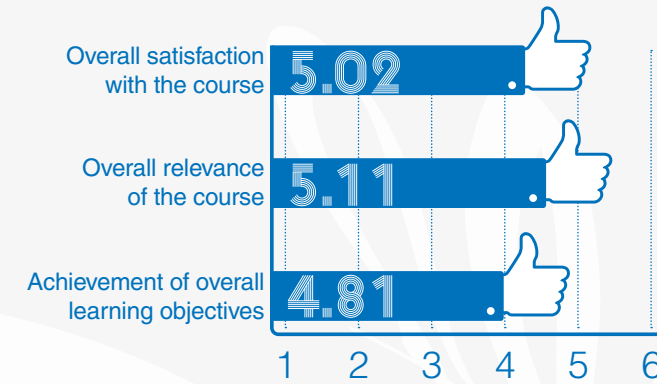 Overall satisfaction
with the course
5.02
Overall relevance
of the course
5.11
Achievement of overall
learning objectives
4.81
1 2 3 4 5 6